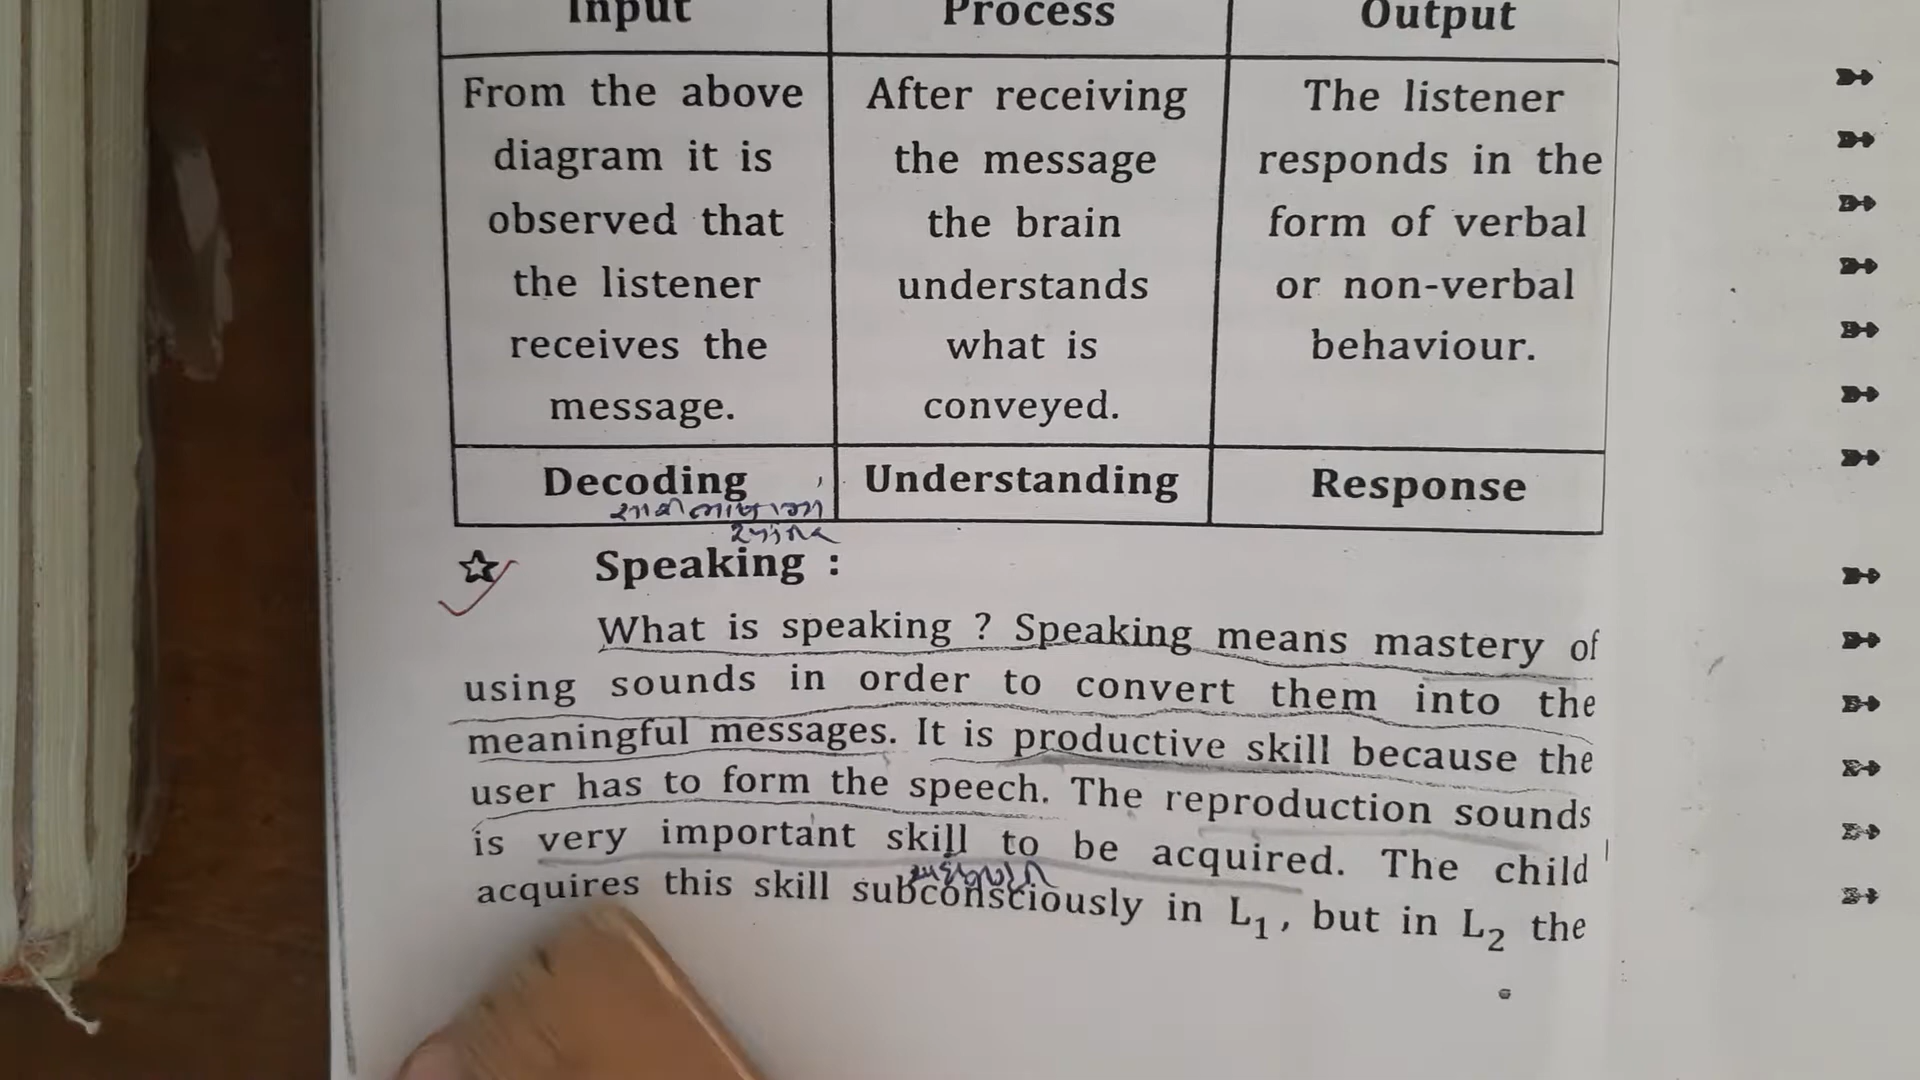 Input Process Output
From the above After receiving The listener
diagram it is the message responds in the
observed that the brain form of verbal
the listener understands or non-verbal
receives the what is behaviour.
message. conveyed.
Decoding Understanding Response
Speaking :
What is speaking ? Speaking means mastery of
using sounds in order to convert them into the
meaningful messages. It is productive skill because the
user has to form the speech. The reproduction sounds
is very important skill to be acquired. The child
acquires this skill subconsciously in L₁, but in L₂ the